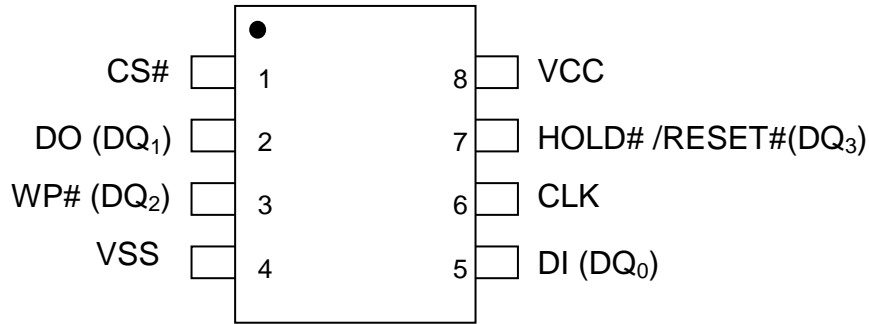 CS# 1 8 VCC
DO (DQ₁) 2 7 HOLD# /RESET#(DQ₃)
WP# (DQ₂) 3 6 CLK
VSS 4 5 DI (DQ₀)